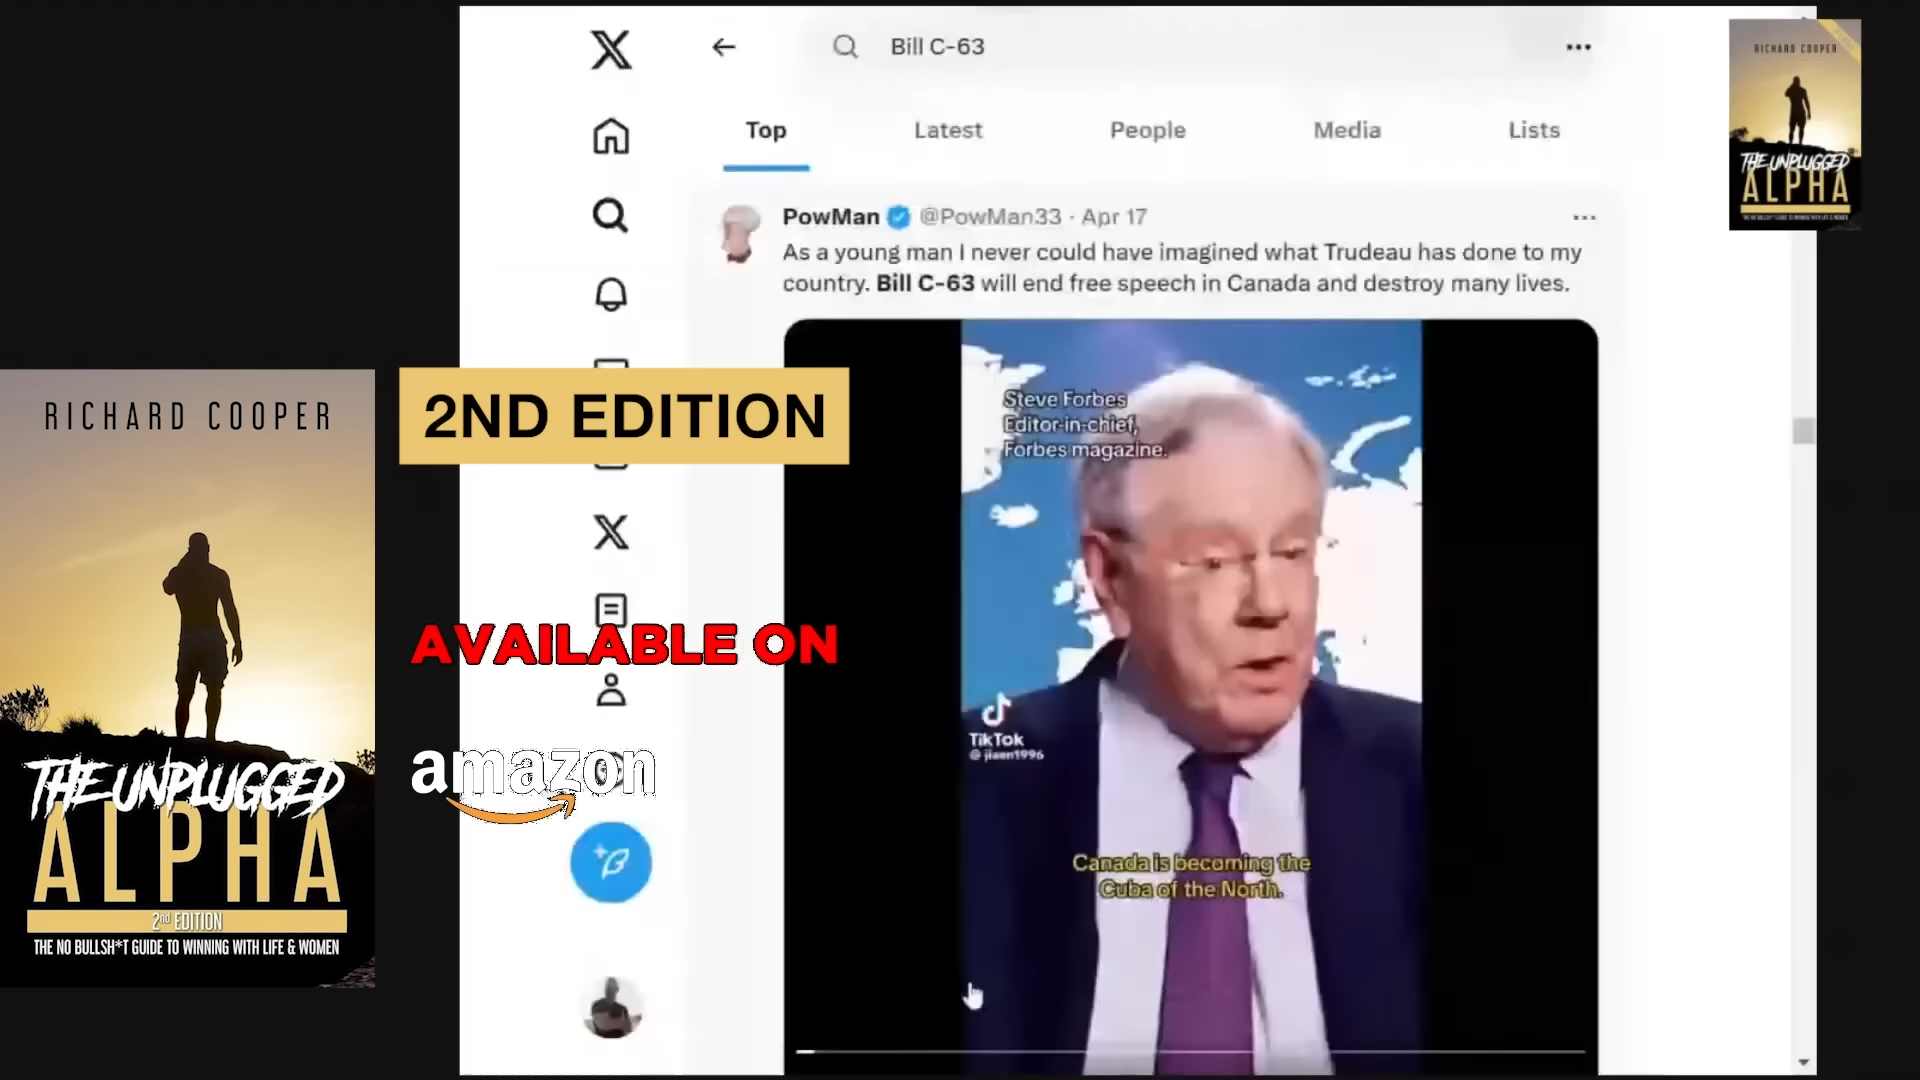 Bill C-63
Top
Latest
People
Media
Lists
PowMan @PowMan33 · Apr 17
As a young man I never could have imagined what Trudeau has done to my
country. Bill C-63 will end free speech in Canada and destroy many lives.
Steve Forbes
Editor-in-chief,
Forbes magazine.
TikTok
@jiaen1996
Canada is becoming the
Cuba of the North.
RICHARD COOPER
THE UNPLUGGED
ALPHA
2nd EDITION
THE NO BULLSH*T GUIDE TO WINNING WITH LIFE & WOMEN
2ND EDITION
AVAILABLE ON
amazon
RICHARD COOPER
THE UNPLUGGED
ALPHA